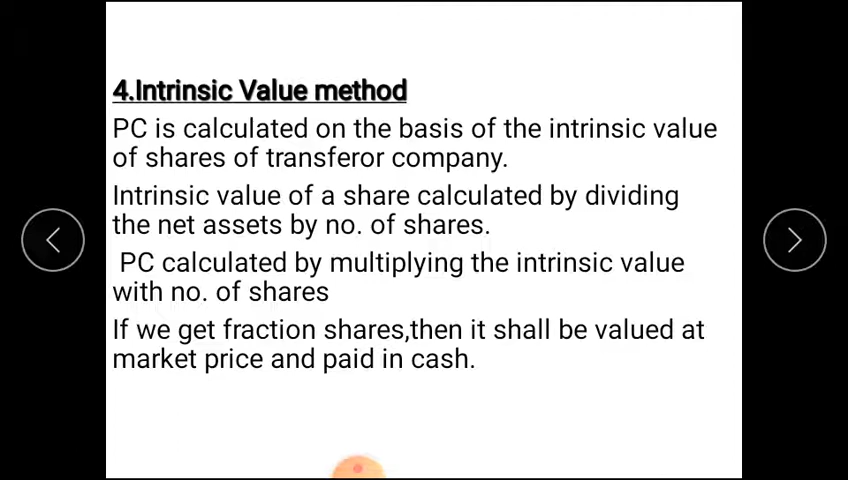 4.Intrinsic Value method
PC is calculated on the basis of the intrinsic value
of shares of transferor company.
Intrinsic value of a share calculated by dividing
the net assets by no. of shares.
PC calculated by multiplying the intrinsic value
with no. of shares
If we get fraction shares,then it shall be valued at
market price and paid in cash.